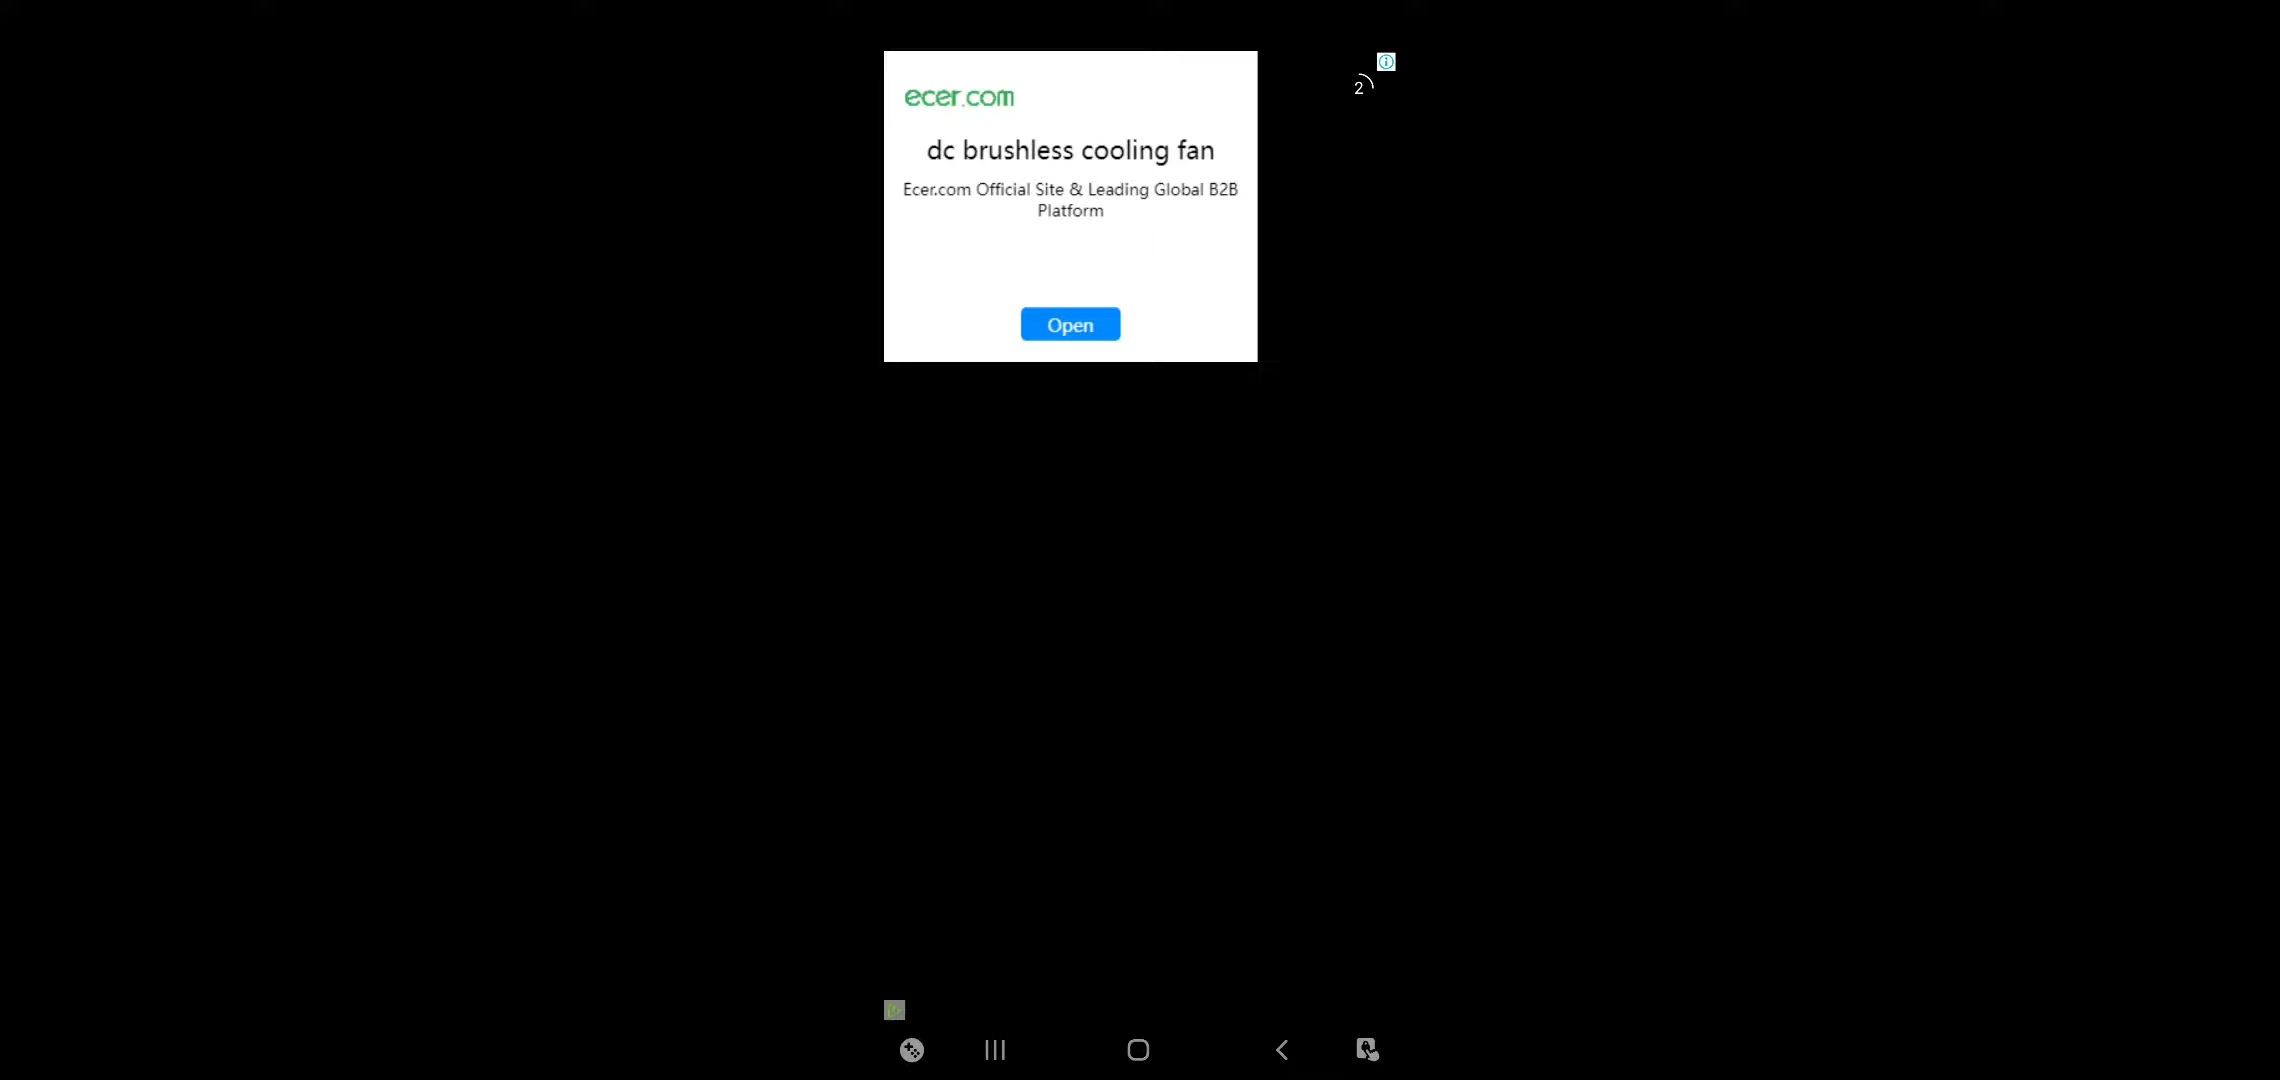 ecer.com
2
dc brushless cooling fan
Ecer.com Official Site & Leading Global B2B
Platform
Open